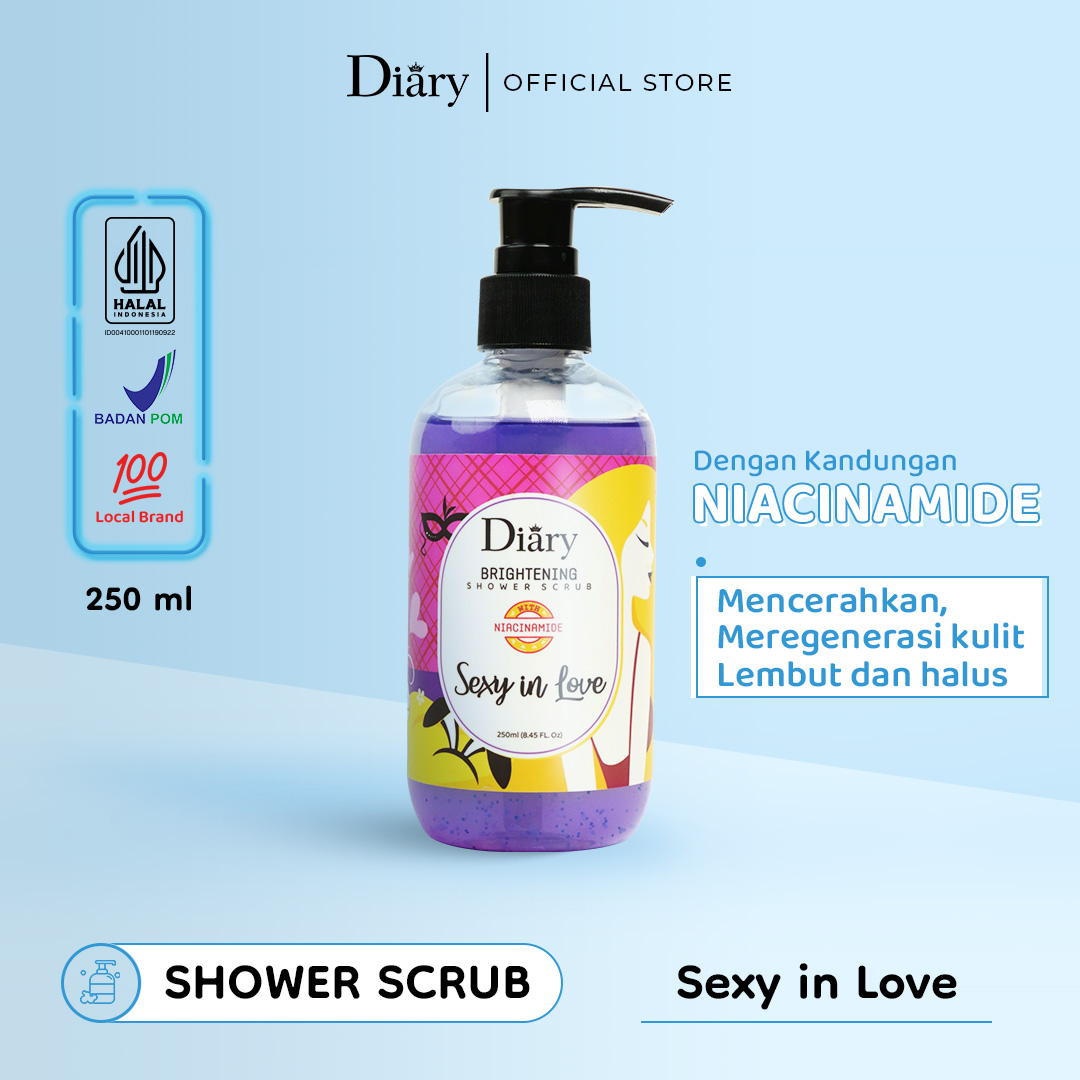 Diary | OFFICIAL STORE
HALAL
INDONESIA
ID00410001101190922
BADAN POM
100
Local Brand
250 ml
Diary
BRIGHTENING
SHOWER SCRUB
WITH
NIACINAMIDE
Sexy in Love
250ml (8.45 FL. Oz)
Dengan Kandungan
NIACINAMIDE
Mencerahkan,
Meregenerasi kulit
Lembut dan halus
SHOWER SCRUB
Sexy in Love